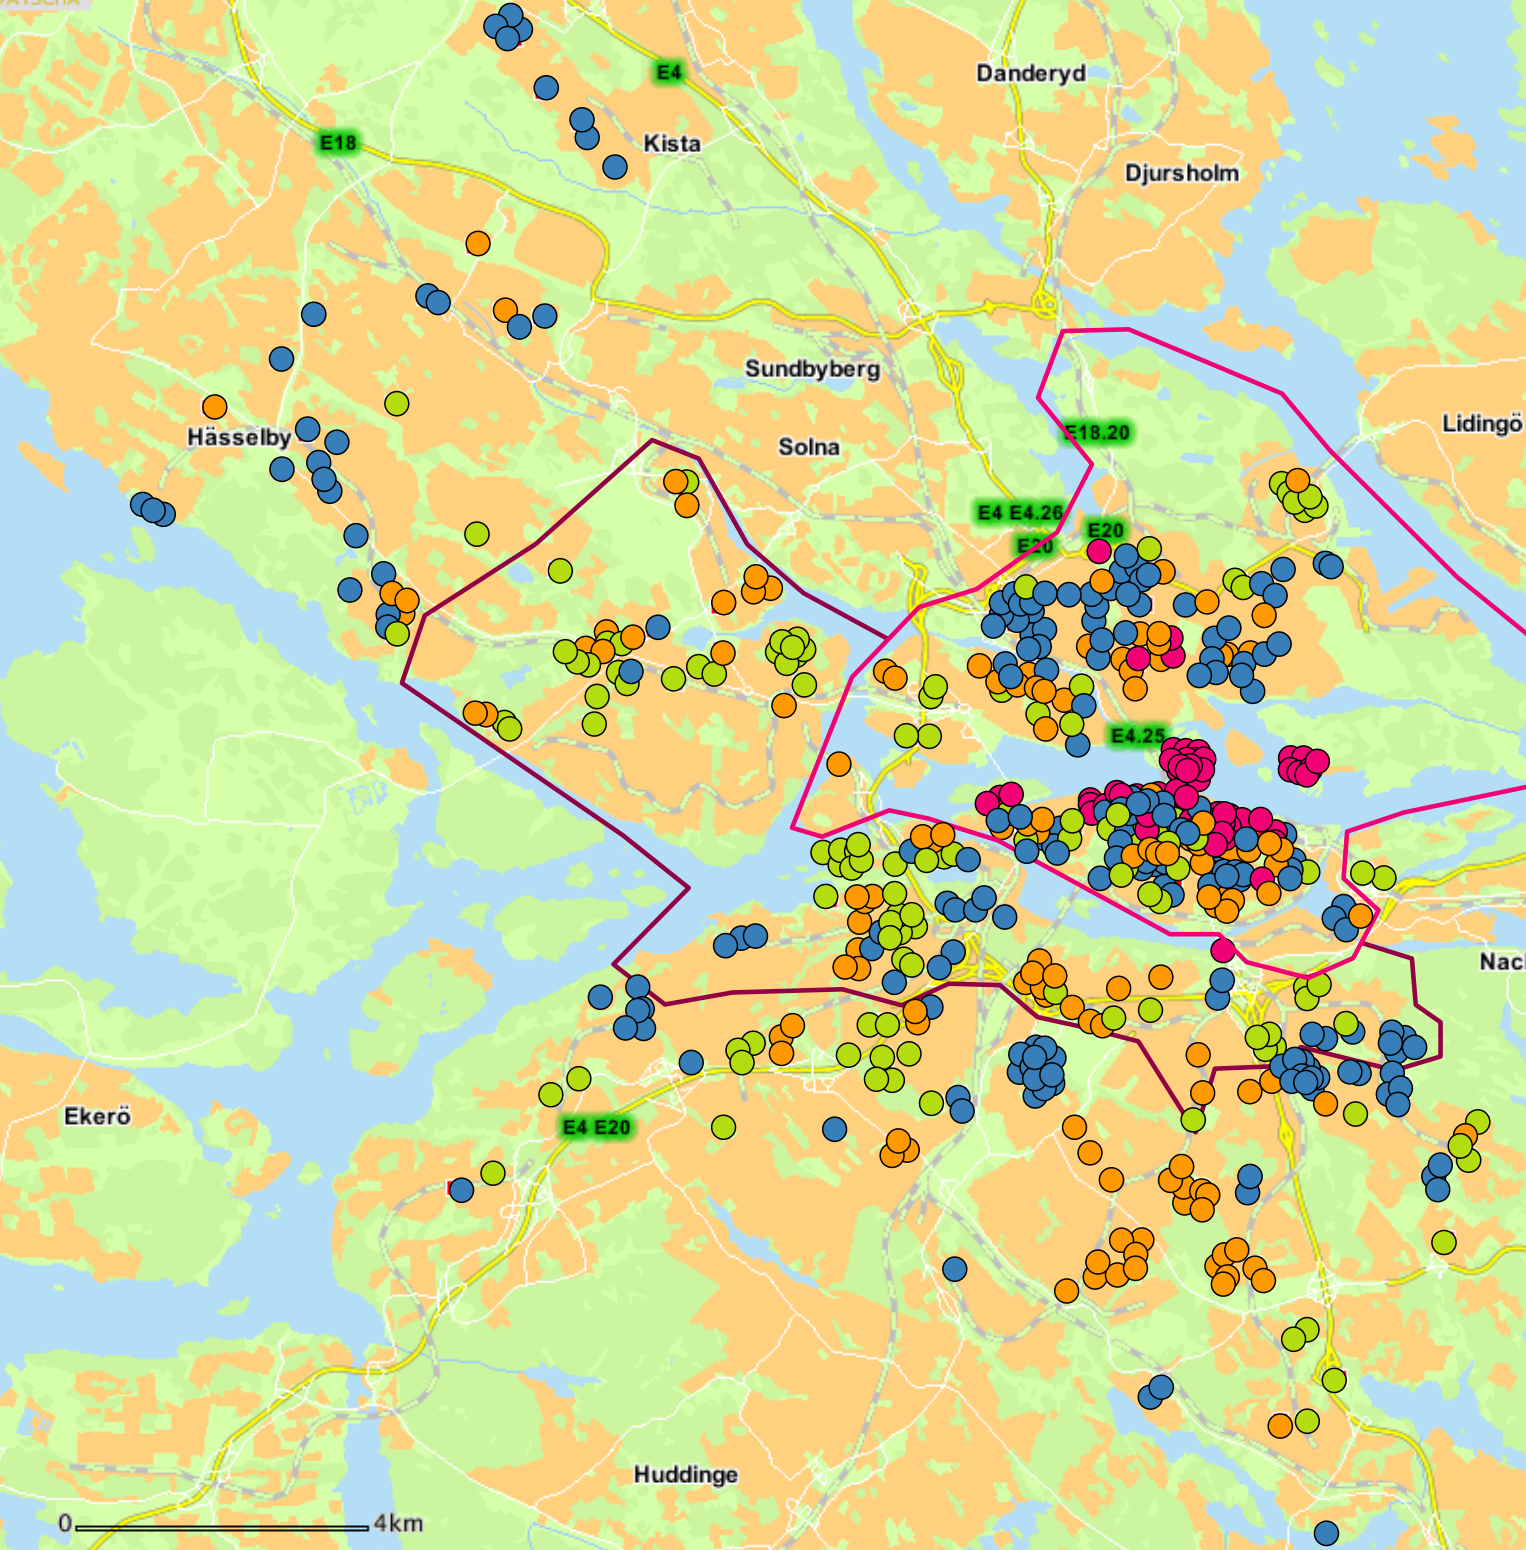 E4
Danderyd
E18
Kista
Djursholm
Sundbyberg
Lidingö
E18.20
Hässelby
Solna
E4 E4.26
E20
E20
E4.25
Nac
Ekerö
E4 E20
Huddinge
0 4km